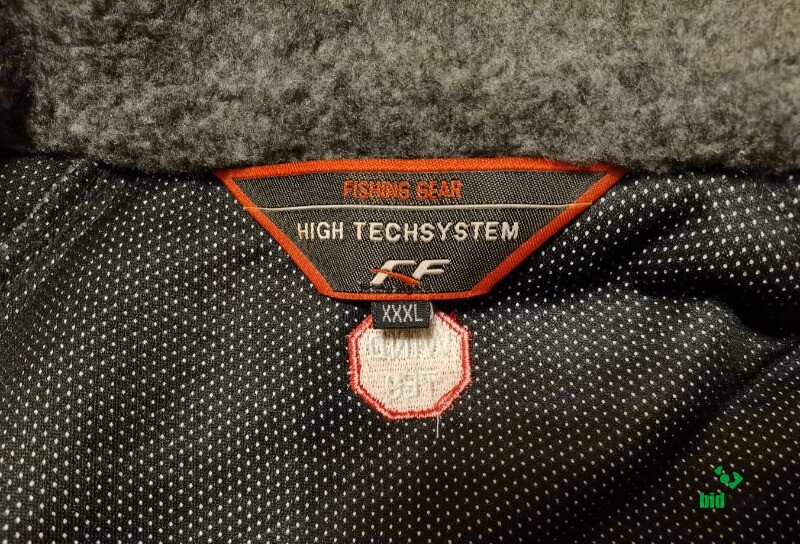 FISHING GEAR
HIGH TECHSYSTEM
FF
XXXL
bid